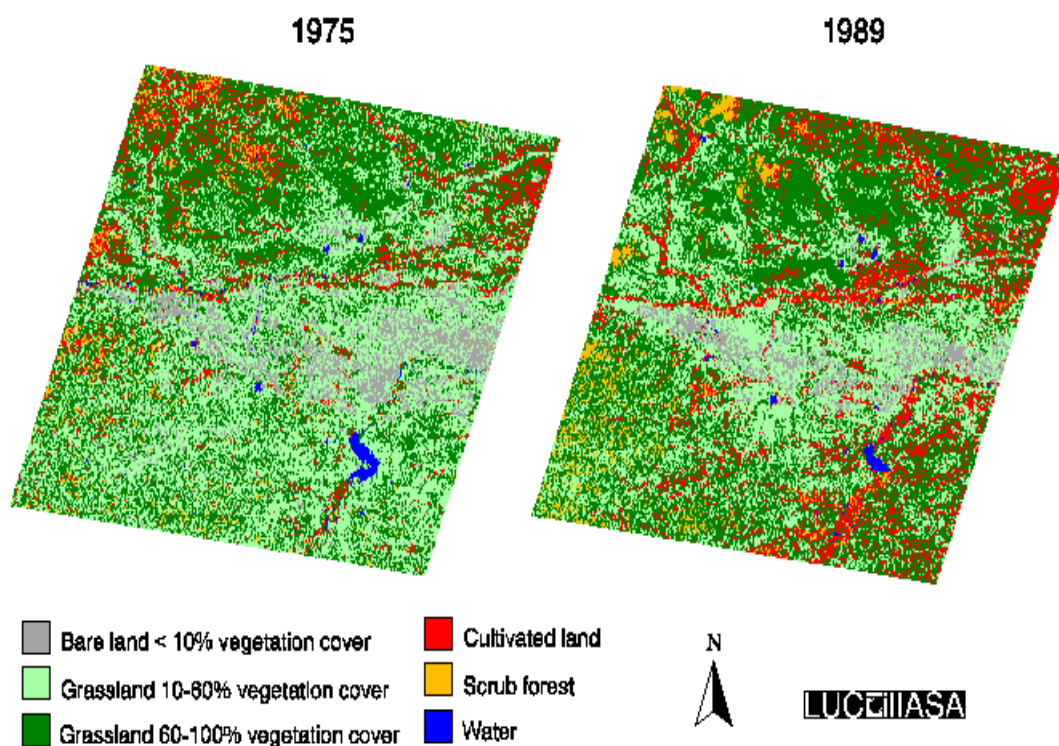 1975
1989
Bare land < 10% vegetation cover
Grassland 10-60% vegetation cover
Grassland 60-100% vegetation cover
Cultivated land
Scrub forest
Water
N